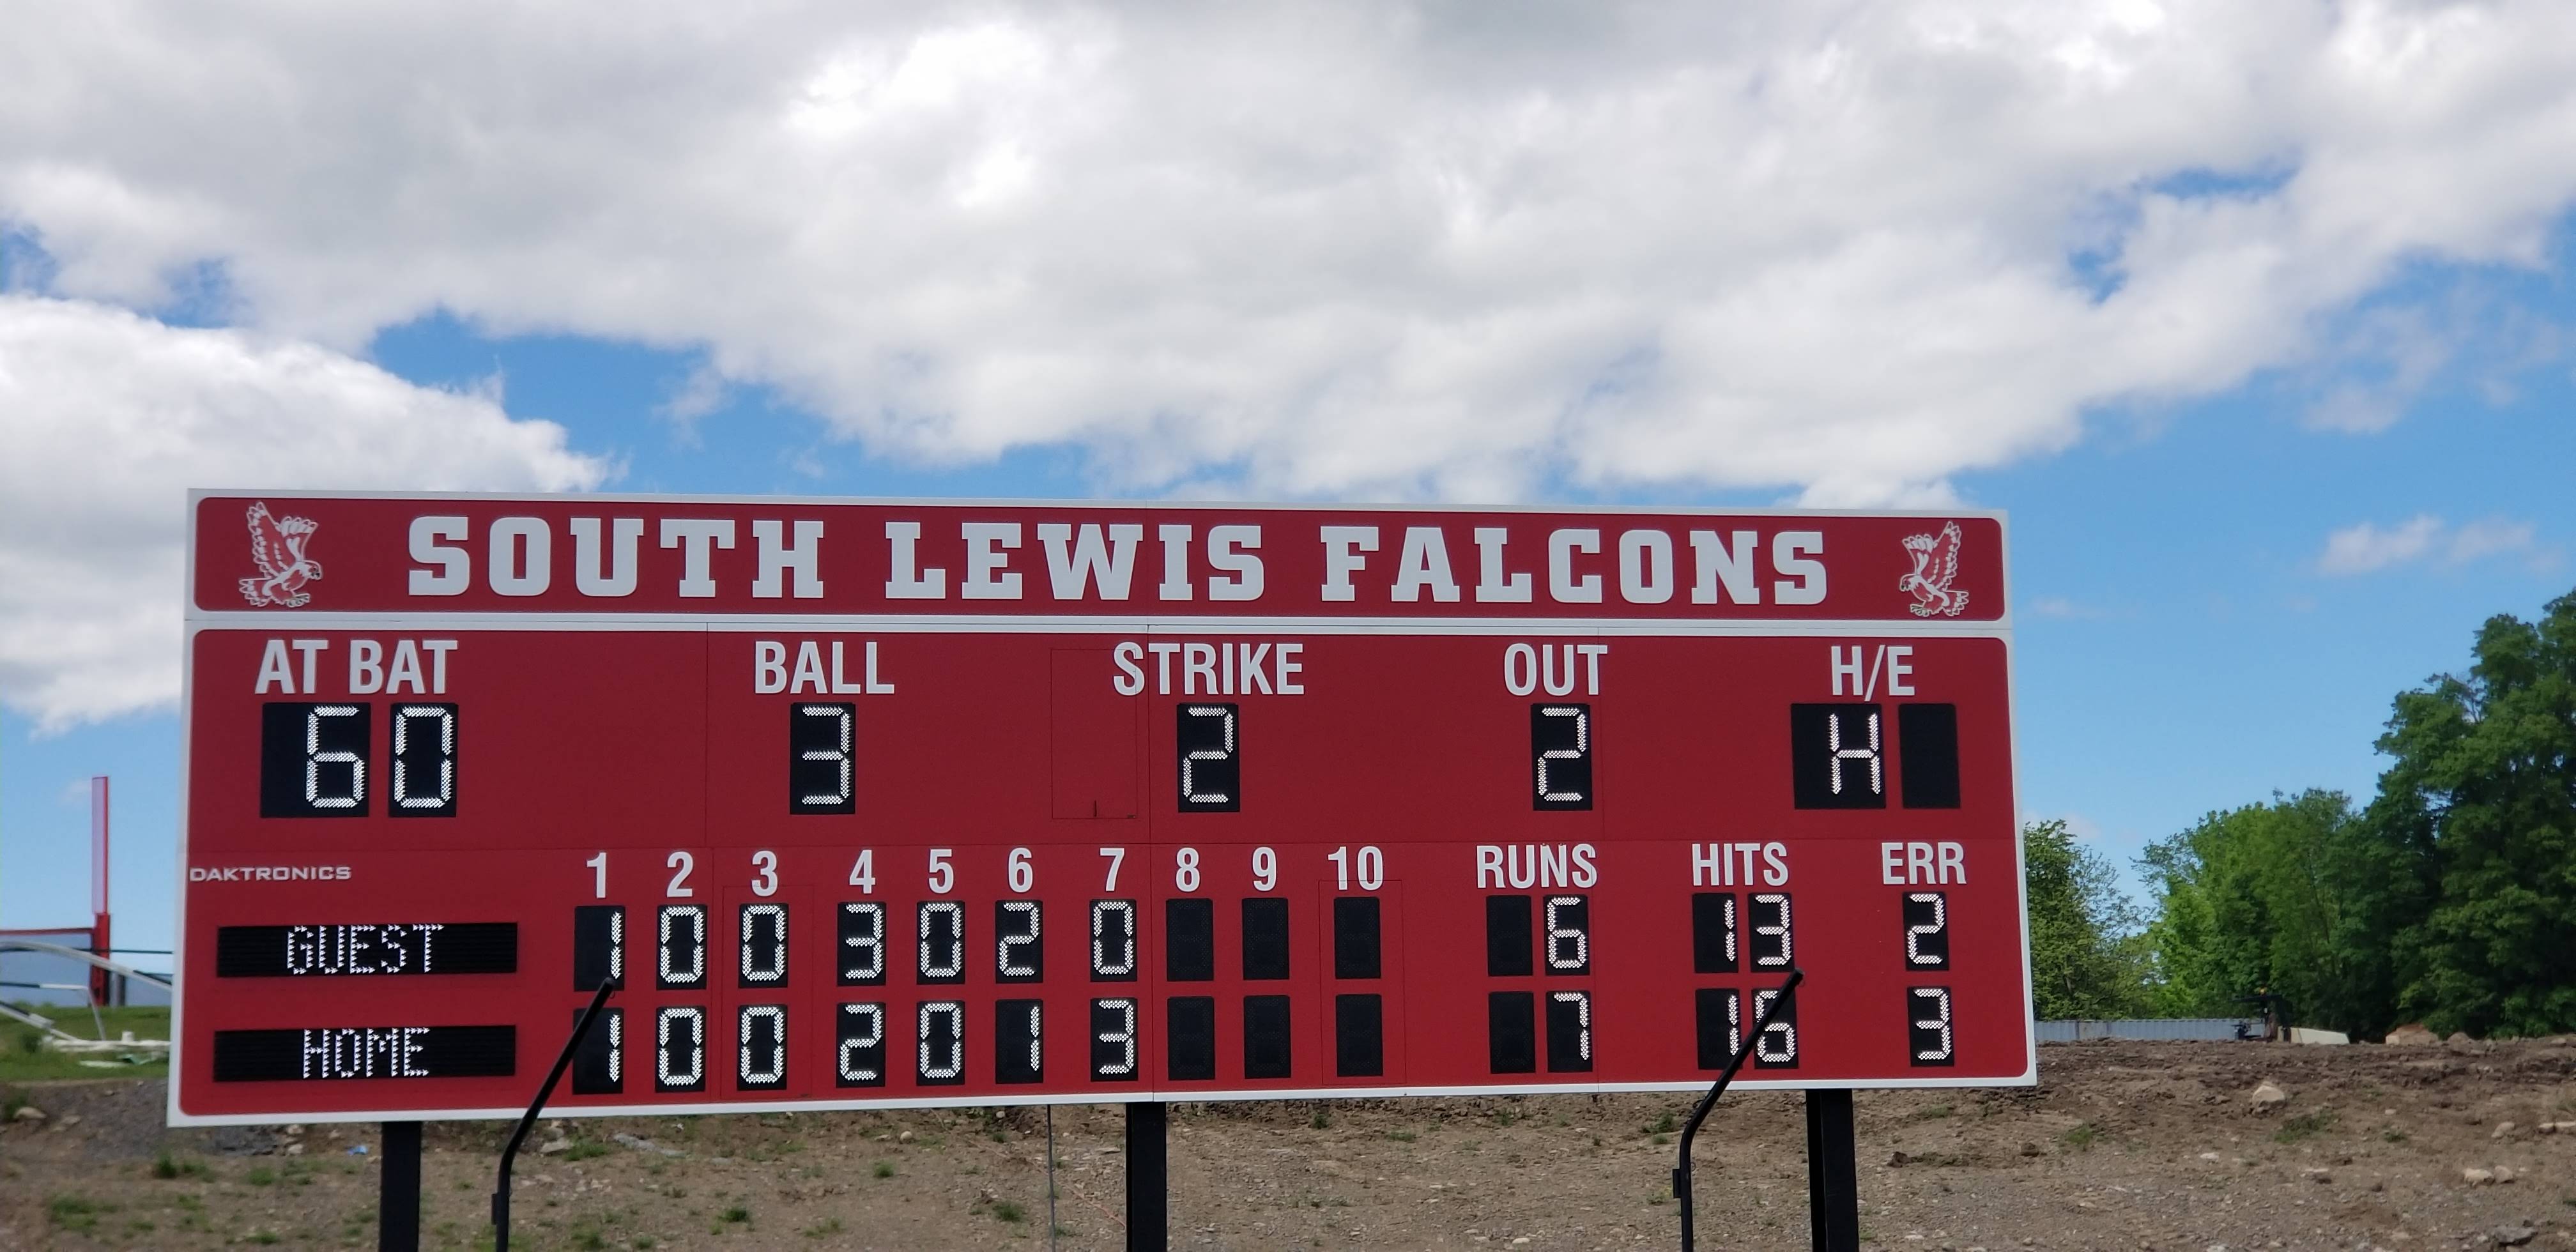 SOUTH LEWIS FALCONS
AT BAT BALL STRIKE OUT H/E
60 3 2 2 H
DAKTRONICS 1 2 3 4 5 6 7 8 9 10 RUNS HITS ERR
GUEST 1 0 0 3 0 2 0 6 13 2
HOME 1 0 0 2 0 1 3 7 16 3